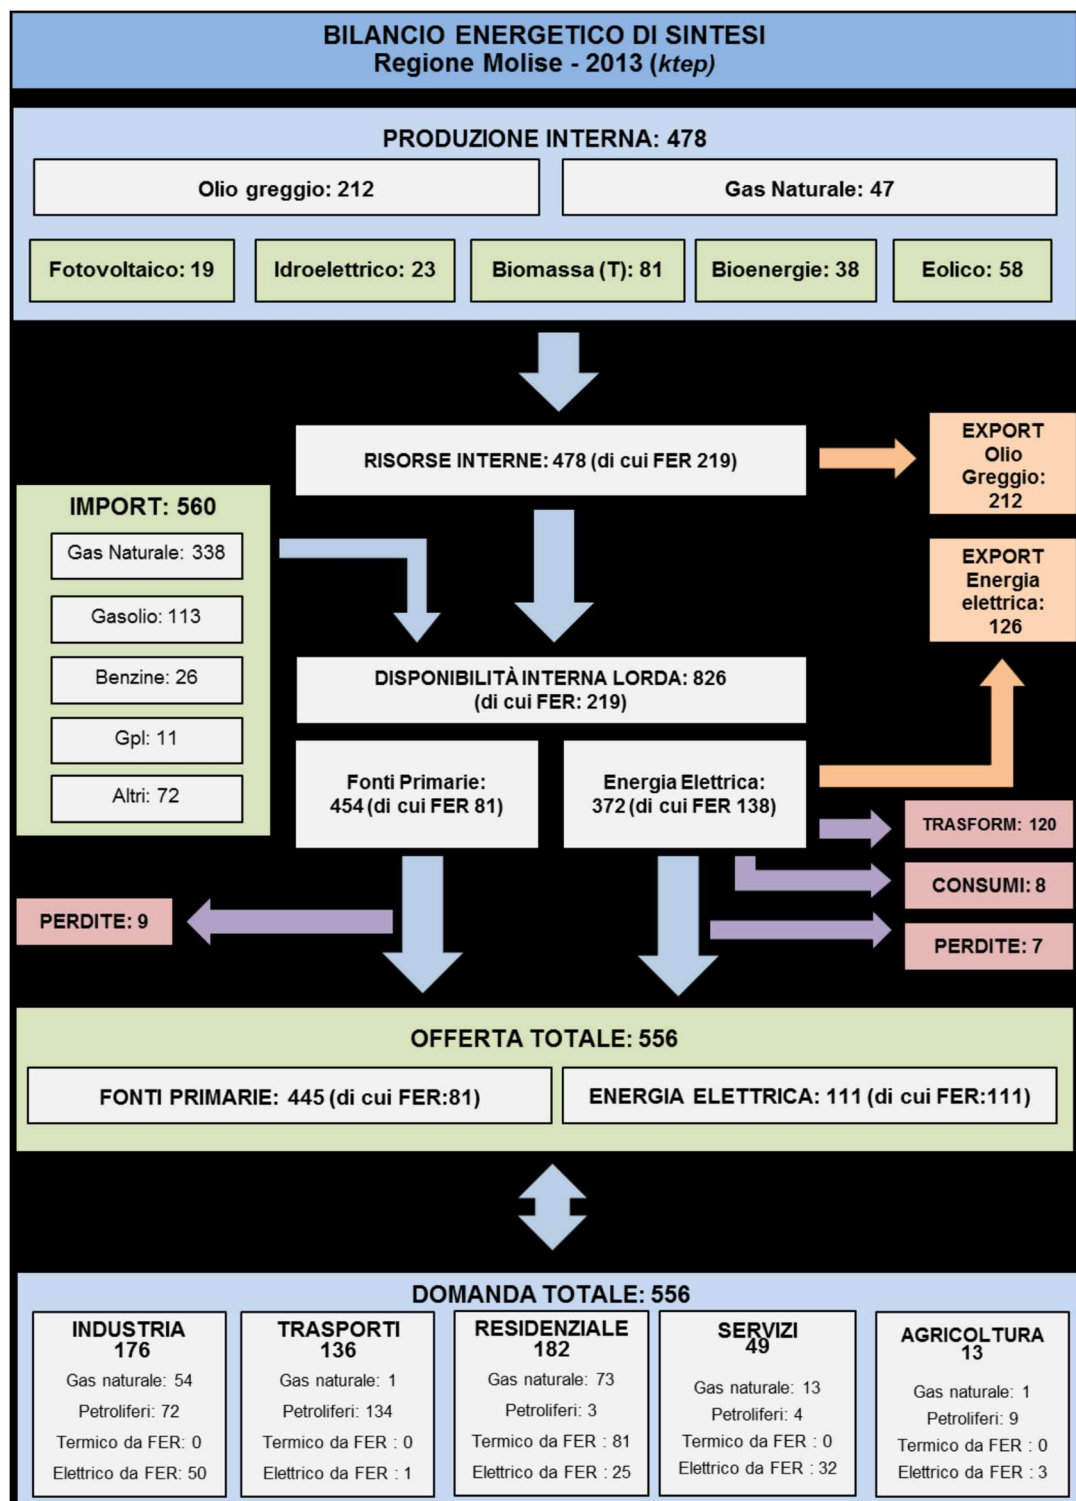 BILANCIO ENERGETICO DI SINTESI
Regione Molise - 2013 (ktep)
PRODUZIONE INTERNA: 478
Olio greggio: 212
Gas Naturale: 47
Fotovoltaico: 19
Idroelettrico: 23
Biomassa (T): 81
Bioenergie: 38
Eolico: 58
RISORSE INTERNE: 478 (di cui FER 219)
EXPORT
Olio
Greggio:
212
IMPORT: 560
Gas Naturale: 338
Gasolio: 113
Benzine: 26
Gpl: 11
Altri: 72
EXPORT
Energia
elettrica:
126
DISPONIBILITÀ INTERNA LORDA: 826
(di cui FER: 219)
Fonti Primarie:
454 (di cui FER 81)
Energia Elettrica:
372 (di cui FER 138)
TRASFORM: 120
CONSUMI: 8
PERDITE: 9
PERDITE: 7
OFFERTA TOTALE: 556
FONTI PRIMARIE: 445 (di cui FER:81)
ENERGIA ELETTRICA: 111 (di cui FER:111)
DOMANDA TOTALE: 556
INDUSTRIA
176
Gas naturale: 54
Petroliferi: 72
Termico da FER: 0
Elettrico da FER: 50
TRASPORTI
136
Gas naturale: 1
Petroliferi: 134
Termico da FER : 0
Elettrico da FER : 1
RESIDENZIALE
182
Gas naturale: 73
Petroliferi: 3
Termico da FER : 81
Elettrico da FER : 25
SERVIZI
49
Gas naturale: 13
Petroliferi: 4
Termico da FER : 0
Elettrico da FER : 32
AGRICOLTURA
13
Gas naturale: 1
Petroliferi: 9
Termico da FER : 0
Elettrico da FER : 3